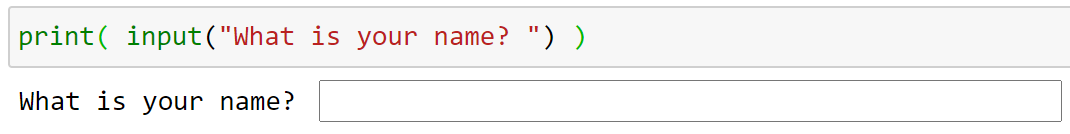 print( input("What is your name? ") )
What is your name?